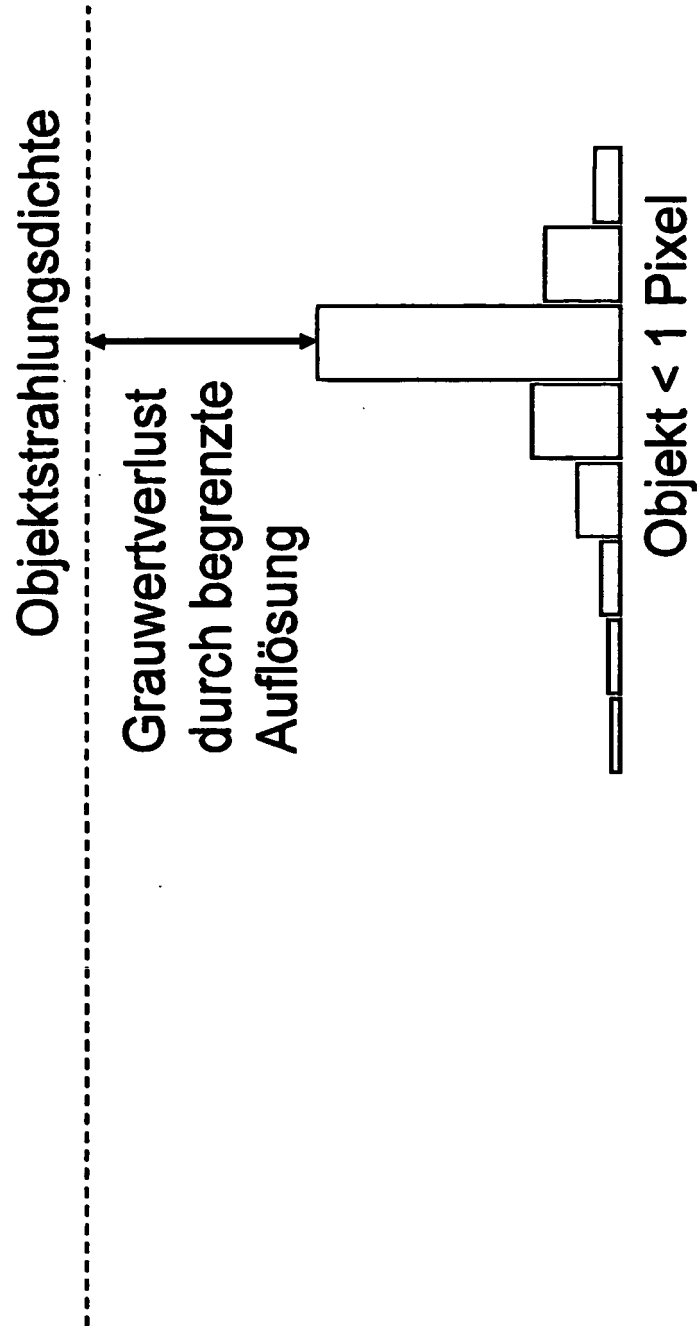 Objektstrahlungsdichte
Grauwertverlust
durch begrenzte
Auflösung
Objekt < 1 Pixel